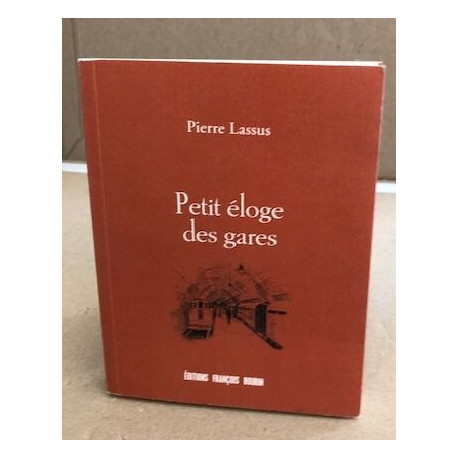 Pierre Lassus
Petit éloge
des gares
ÉDITIONS FRANÇOIS BOURIN